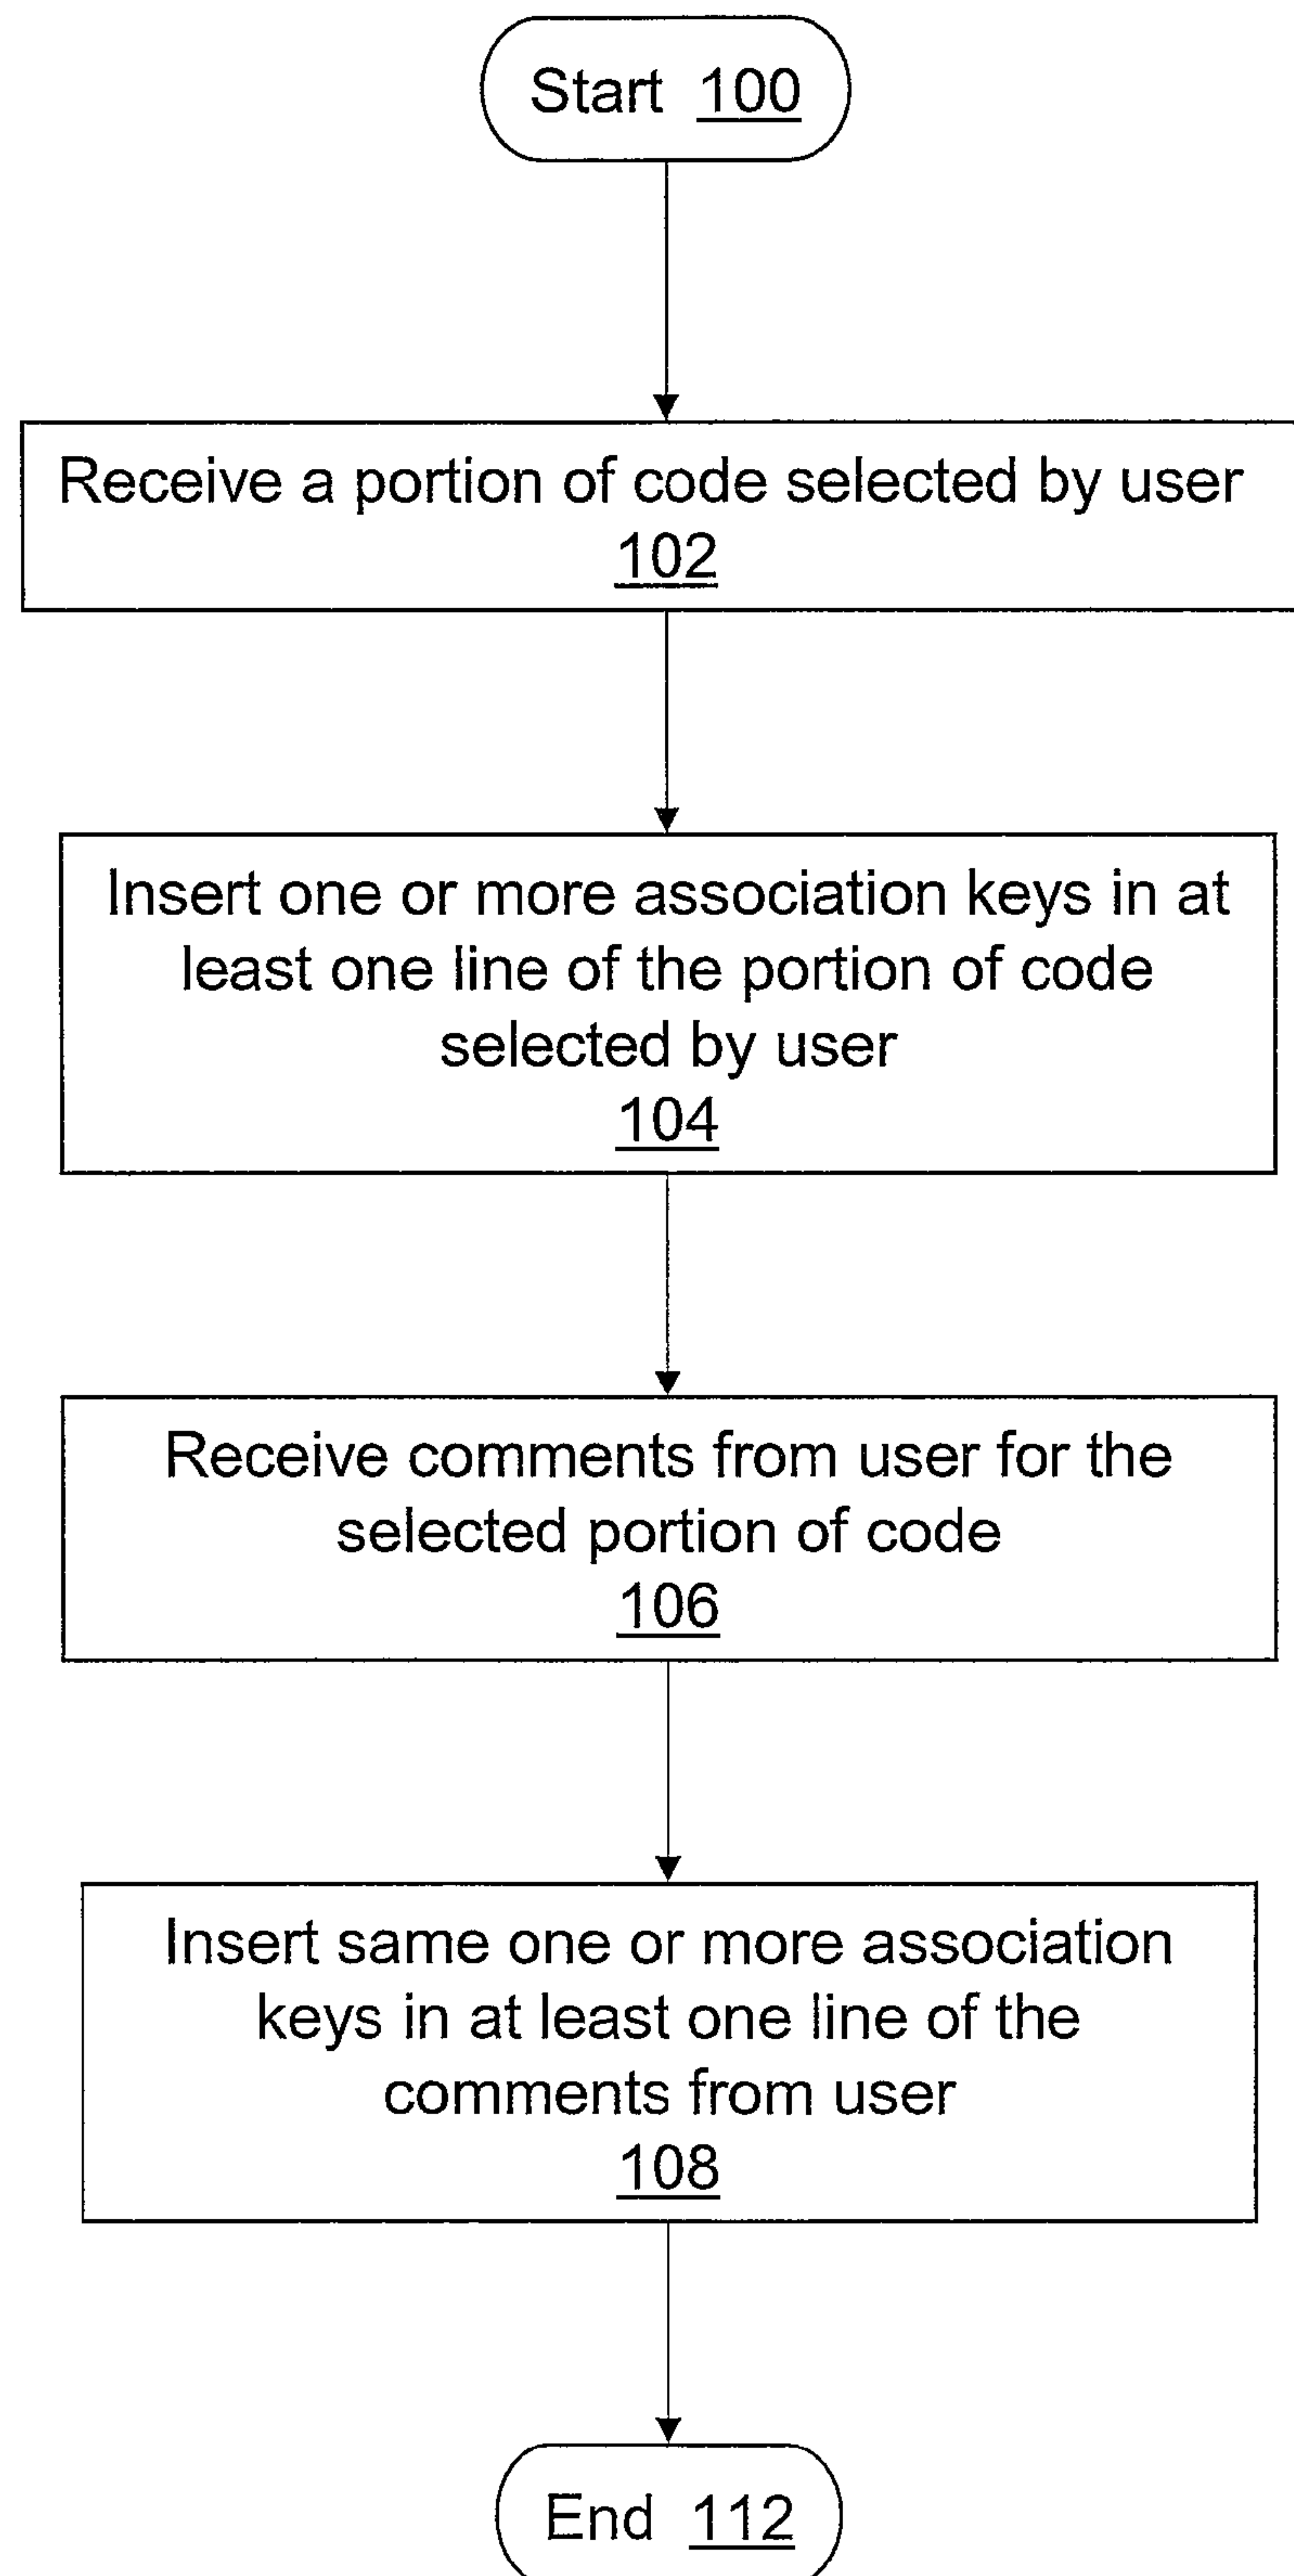 Start 100
Receive a portion of code selected by user
102
Insert one or more association keys in at
least one line of the portion of code
selected by user
104
Receive comments from user for the
selected portion of code
106
Insert same one or more association
keys in at least one line of the
comments from user
108
End 112